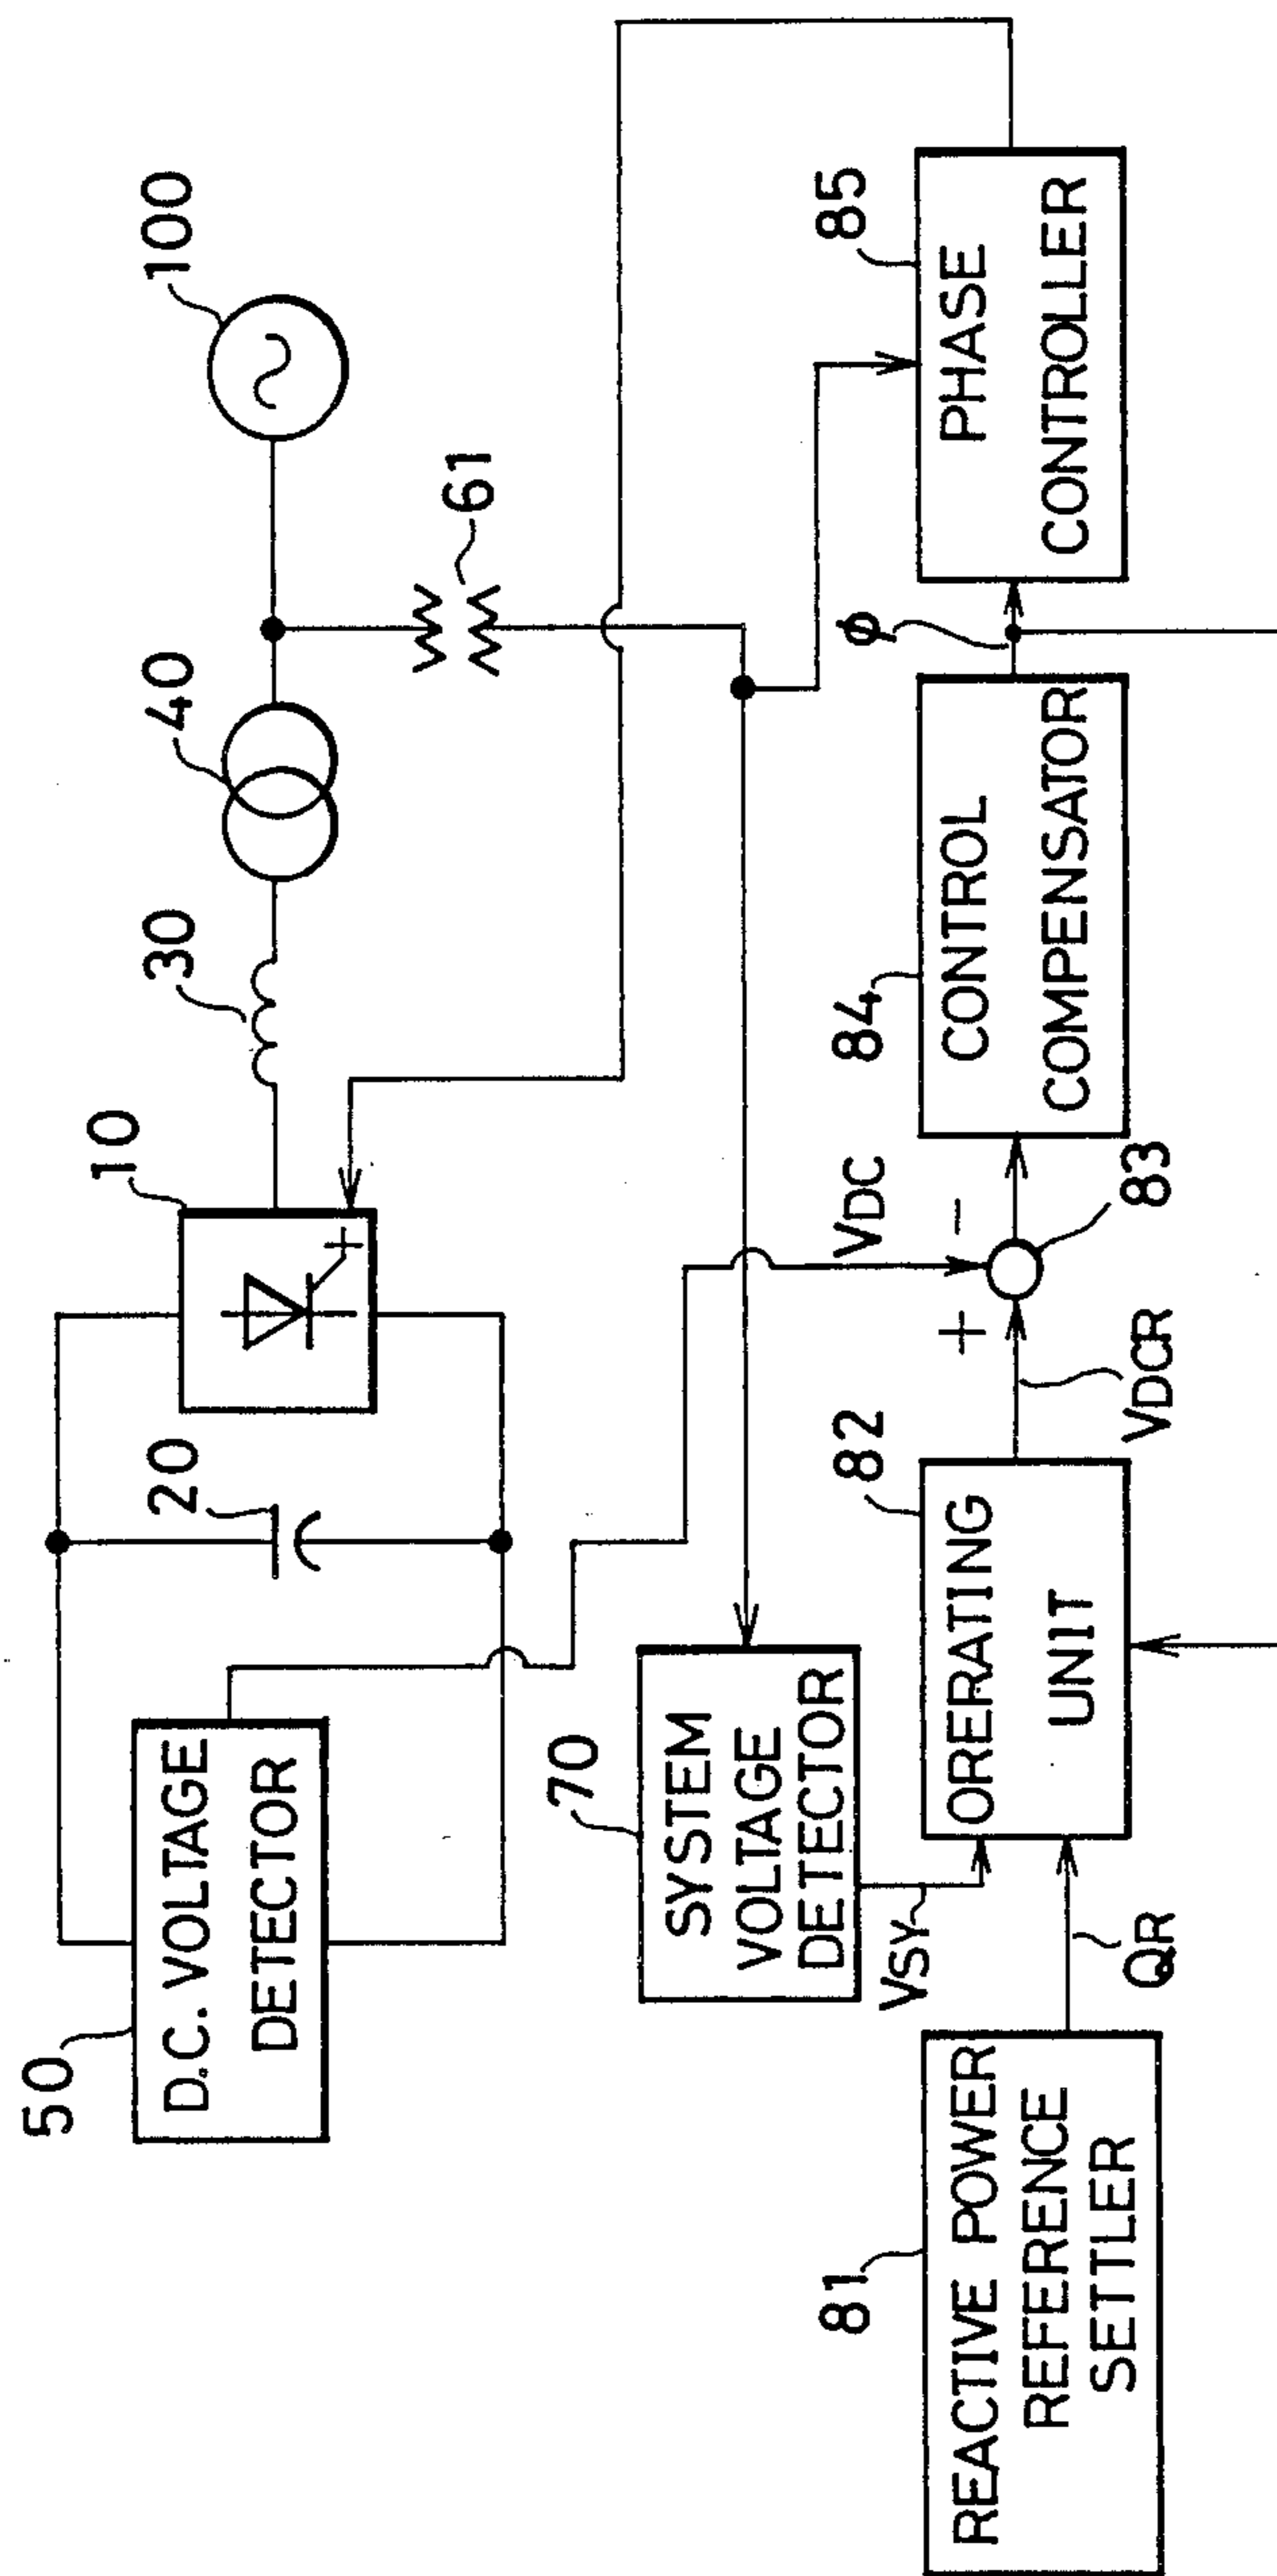 100
40
30
10
20
50
D.C. VOLTAGE
DETECTOR
61
70
SYSTEM
VOLTAGE
DETECTOR
VSY
81
REACTIVE POWER
REFERENCE
SETTLER
QR
82
ORERATING
UNIT
VDCR
+
VDC
-
83
84
CONTROL
COMPENSATOR
φ
85
PHASE
CONTROLLER